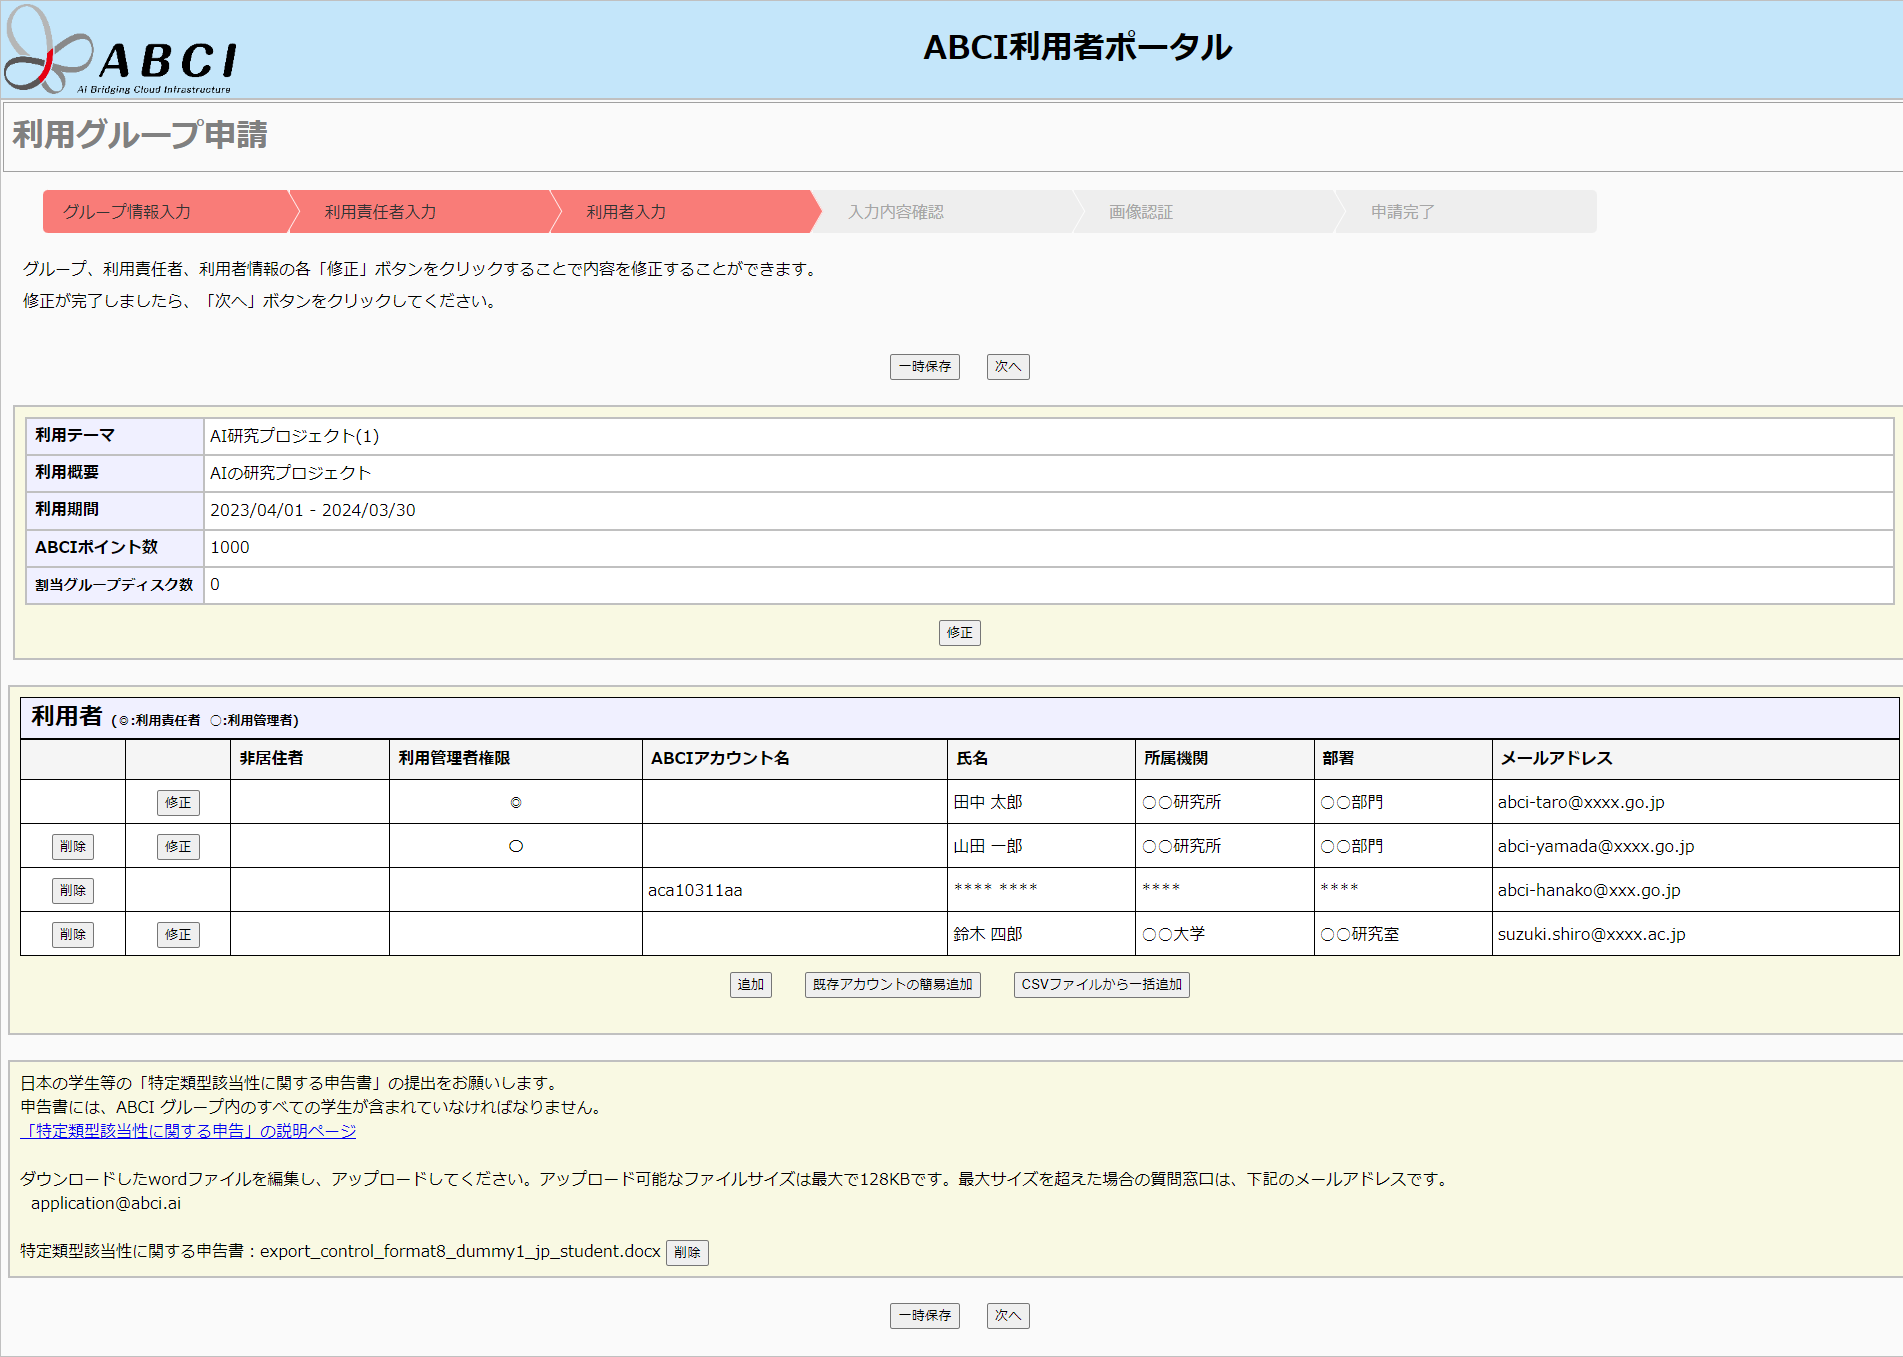 ABCI
AI Bridging Cloud Infrastructure
ABCI利用者ポータル
利用グループ申請
グループ情報入力 利用責任者入力 利用者入力 入力内容確認 画像認証 申請完了
グループ、利用責任者、利用者情報の各「修正」ボタンをクリックすることで内容を修正することができます。
修正が完了しましたら、「次へ」ボタンをクリックしてください。
一時保存 次へ
利用テーマ AI研究プロジェクト(1)
利用概要 AIの研究プロジェクト
利用期間 2023/04/01 - 2024/03/30
ABCIポイント数 1000
割当グループディスク数 0
修正
利用者 (◎:利用責任者 ○:利用管理者)
非居住者 利用管理者権限 ABCIアカウント名 氏名 所属機関 部署 メールアドレス
修正 ◎ 田中 太郎 ○○研究所 ○○部門 abci-taro@xxxx.go.jp
削除 修正 ○ 山田 一郎 ○○研究所 ○○部門 abci-yamada@xxxx.go.jp
削除 aca10311aa **** **** **** **** abci-hanako@xxx.go.jp
削除 修正 鈴木 四郎 ○○大学 ○○研究室 suzuki.shiro@xxxx.ac.jp
追加 既存アカウントの簡易追加 CSVファイルから一括追加
日本の学生等の「特定類型該当性に関する申告書」の提出をお願いします。
申告書には、ABCI グループ内のすべての学生が含まれていなければなりません。
「特定類型該当性に関する申告」の説明ページ
ダウンロードしたwordファイルを編集し、アップロードしてください。アップロード可能なファイルサイズは最大で128KBです。最大サイズを超えた場合の質問窓口は、下記のメールアドレスです。
application@abci.ai
特定類型該当性に関する申告書：export_control_format8_dummy1_jp_student.docx 削除
一時保存 次へ